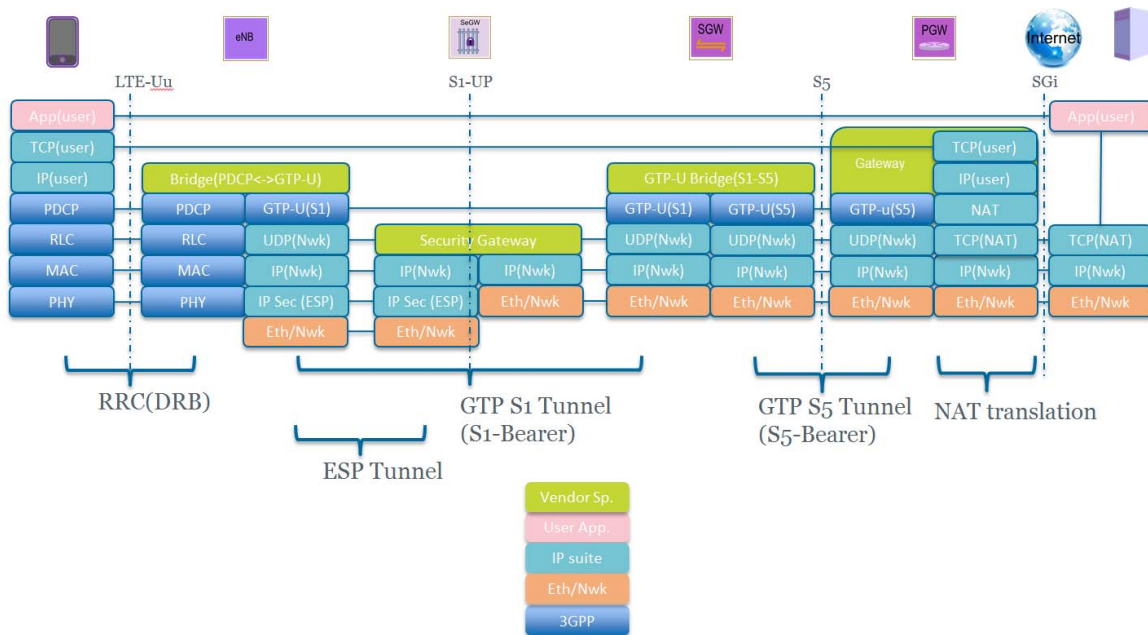 eNB
SeGW
SGW
PGW
Internet
LTE-Uu
S1-UP
S5
SGi
App(user)
App(user)
TCP(user)
Gateway
TCP(user)
IP(user)
Bridge(PDCP<->GTP-U)
GTP-U Bridge(S1-S5)
IP(user)
PDCP
PDCP
GTP-U(S1)
GTP-U(S1)
GTP-U(S5)
GTP-u(S5)
NAT
RLC
RLC
UDP(Nwk)
Security Gateway
UDP(Nwk)
UDP(Nwk)
UDP(Nwk)
TCP(NAT)
TCP(NAT)
MAC
MAC
IP(Nwk)
IP(Nwk)
IP(Nwk)
IP(Nwk)
IP(Nwk)
IP(Nwk)
IP(Nwk)
IP(Nwk)
PHY
PHY
IP Sec (ESP)
IP Sec (ESP)
Eth/Nwk
Eth/Nwk
Eth/Nwk
Eth/Nwk
Eth/Nwk
Eth/Nwk
Eth/Nwk
Eth/Nwk
RRC(DRB)
GTP S1 Tunnel
(S1-Bearer)
GTP S5 Tunnel
(S5-Bearer)
NAT translation
ESP Tunnel
Vendor Sp.
User App.
IP suite
Eth/Nwk
3GPP